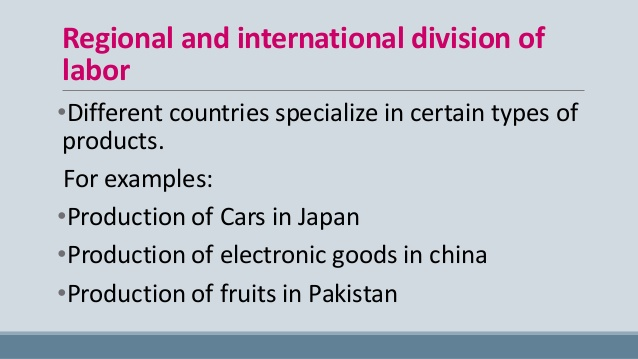 Regional and international division of
labor
•Different countries specialize in certain types of
products.
For examples:
•Production of Cars in Japan
•Production of electronic goods in china
•Production of fruits in Pakistan